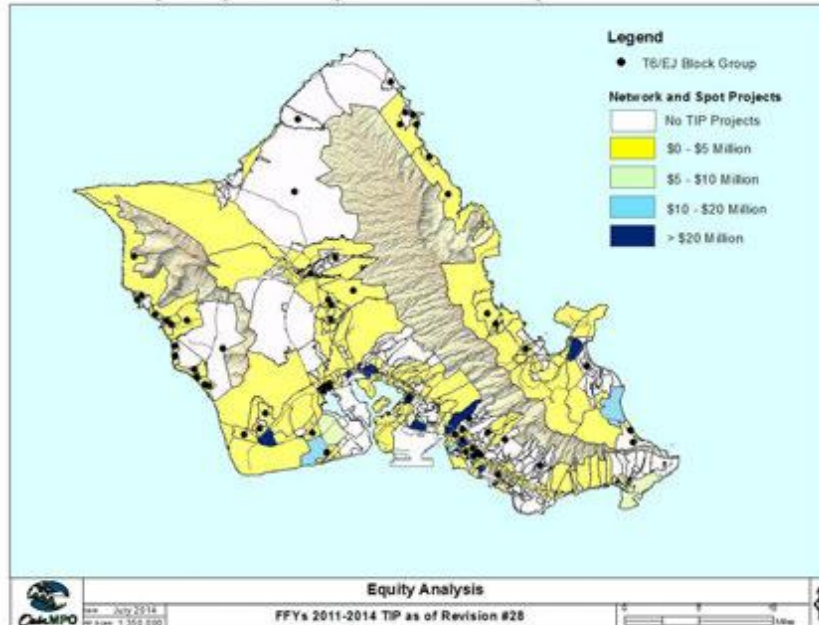 Legend
T6/EJ Block Group
Network and Spot Projects
No TIP Projects
$0 - $5 Million
$5 - $10 Million
$10 - $20 Million
> $20 Million
OahuMPO
July 2014
Equity Analysis
FFYs 2011-2014 TIP as of Revision #28